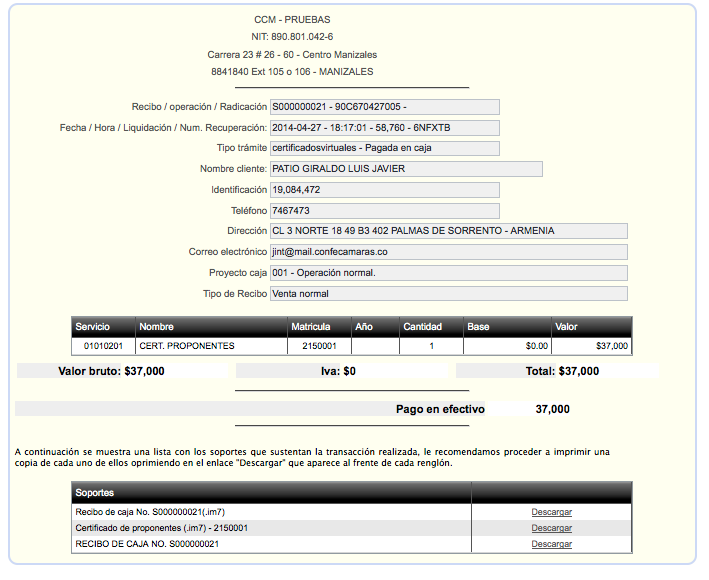 CCM - PRUEBAS
NIT: 890.801.042-6
Carrera 23 # 26 - 60 - Centro Manizales
8841840 Ext 105 o 106 - MANIZALES
Recibo / operación / Radicación S000000021 - 90C670427005 -
Fecha / Hora / Liquidación / Num. Recuperación: 2014-04-27 - 18:17:01 - 58,760 - 6NFXTB
Tipo trámite certificadosvirtuales - Pagada en caja
Nombre cliente: PATIO GIRALDO LUIS JAVIER
Identificación 19,084,472
Teléfono 7467473
Dirección CL 3 NORTE 18 49 B3 402 PALMAS DE SORRENTO - ARMENIA
Correo electrónico jint@mail.confecamaras.co
Proyecto caja 001 - Operación normal.
Tipo de Recibo Venta normal
Servicio Nombre Matricula Año Cantidad Base Valor
01010201 CERT. PROPONENTES 2150001 1 $0.00 $37,000
Valor bruto: $37,000 Iva: $0 Total: $37,000
Pago en efectivo 37,000
A continuación se muestra una lista con los soportes que sustentan la transacción realizada, le recomendamos proceder a imprimir una
copia de cada uno de ellos oprimiendo en el enlace "Descargar" que aparece al frente de cada renglón.
Soportes
Recibo de caja No. S000000021(.im7) Descargar
Certificado de proponentes (.im7) - 2150001 Descargar
RECIBO DE CAJA NO. S000000021 Descargar